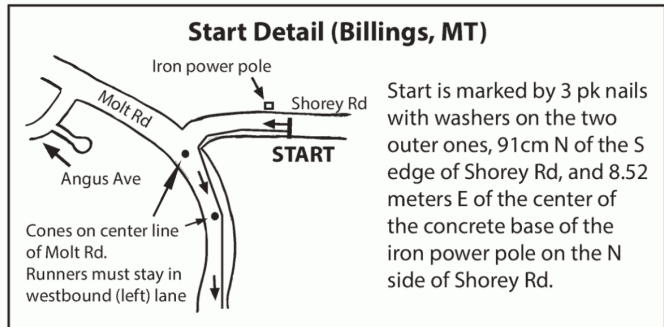 Start Detail (Billings, MT)
Iron power pole
Molt Rd
Shorey Rd
START
Angus Ave
Cones on center line
of Molt Rd.
Runners must stay in
westbound (left) lane
Start is marked by 3 pk nails
with washers on the two
outer ones, 91cm N of the S
edge of Shorey Rd, and 8.52
meters E of the center of
the concrete base of the
iron power pole on the N
side of Shorey Rd.